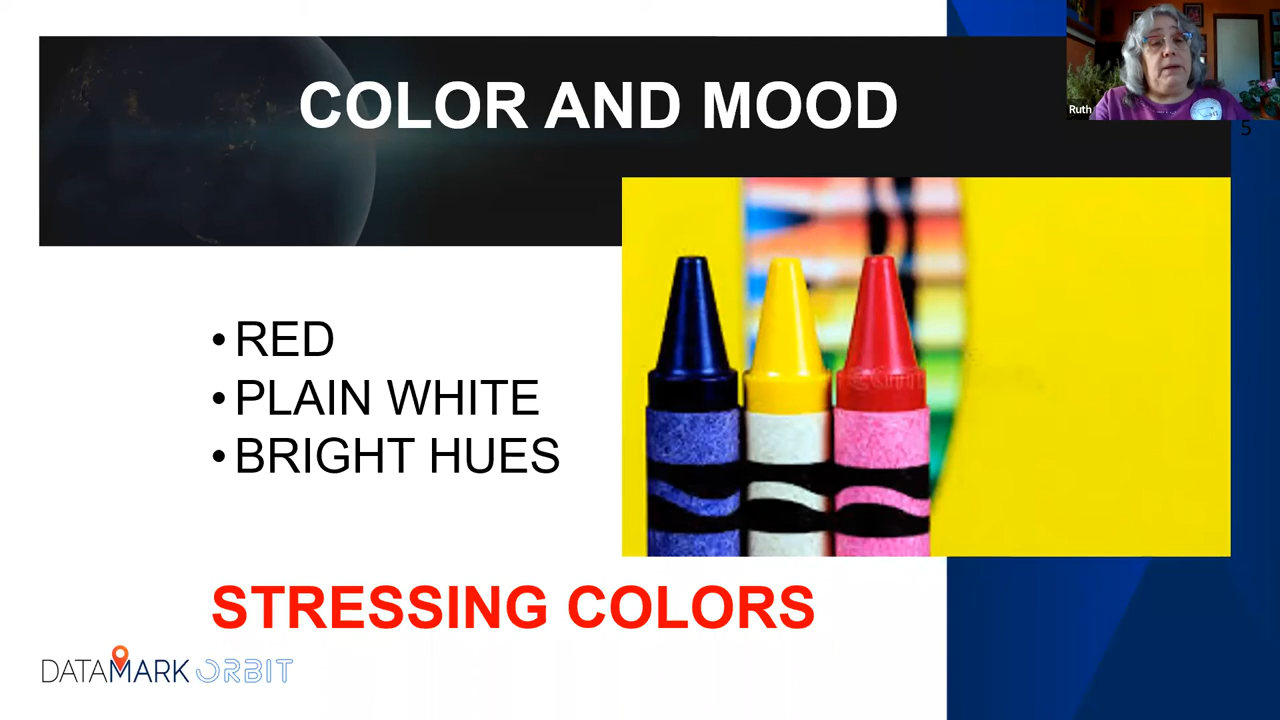 COLOR AND MOOD
Ruth
5
• RED
• PLAIN WHITE
• BRIGHT HUES
STRESSING COLORS
DATAMARK ORBIT